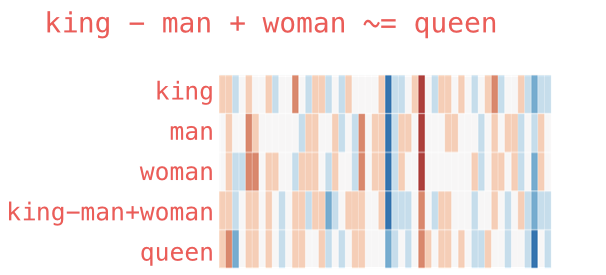 king − man + woman ~= queen
king
man
woman
king−man+woman
queen